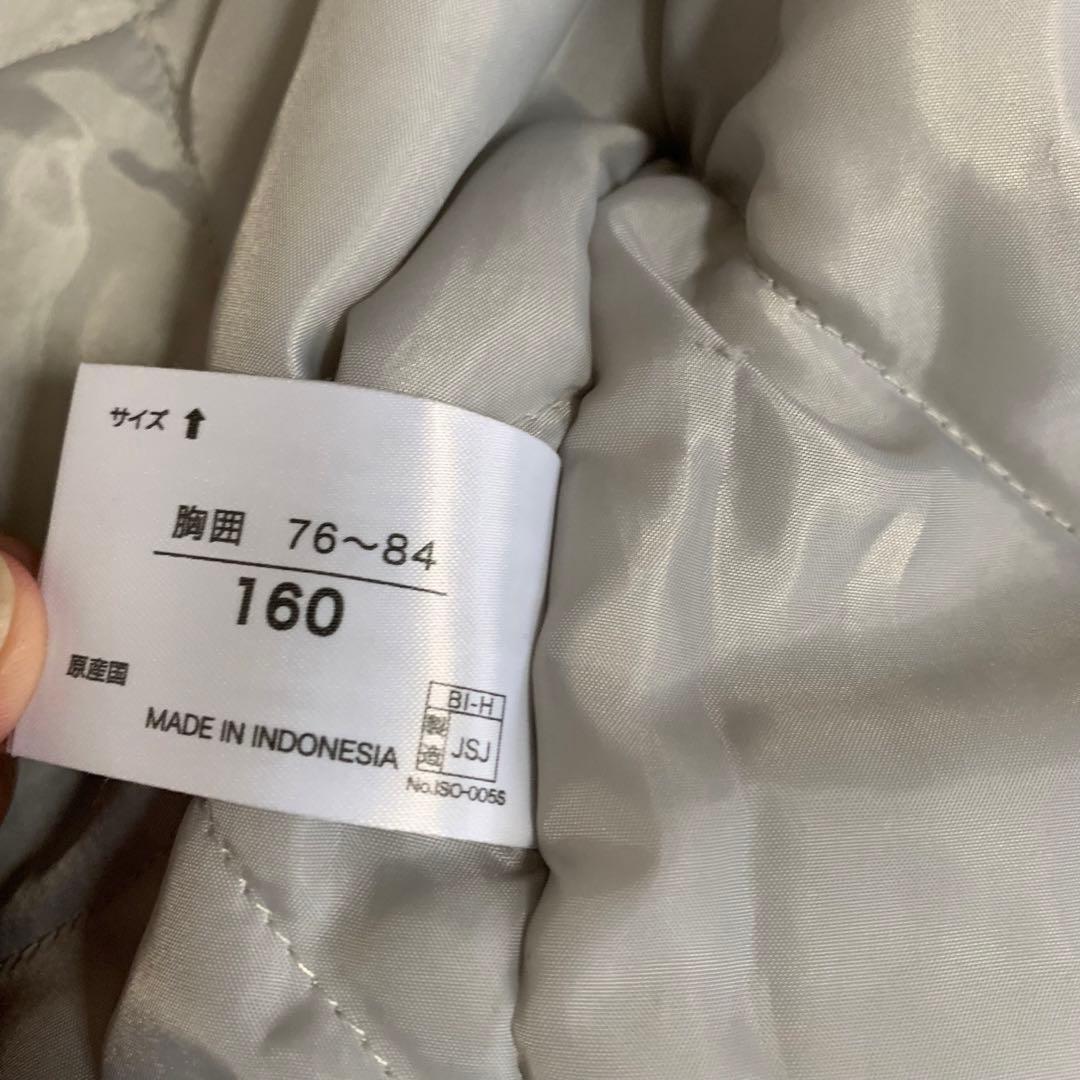 サイズ ⬆
胸囲 76〜84
160
原産国
MADE IN INDONESIA
BI-H
製造 JSJ
No.ISO-005S